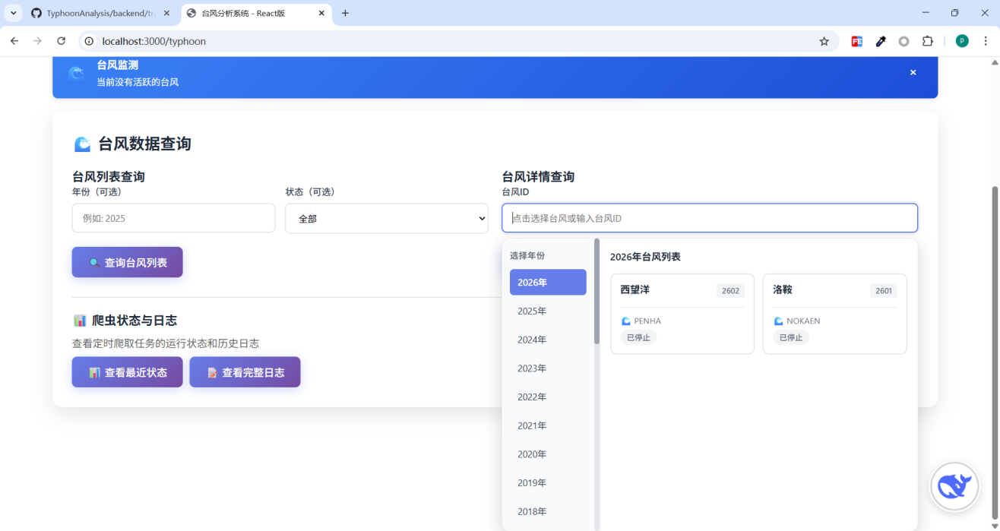 TyphoonAnalysis/backend/tr
台风分析系统 - React版
localhost:3000/typhoon
P
台风监测
当前没有活跃的台风
台风数据查询
台风列表查询
年份（可选）
状态（可选）
例如: 2025
全部
查询台风列表
台风详情查询
台风ID
点击选择台风或输入台风ID
选择年份
2026年
2025年
2024年
2023年
2022年
2021年
2020年
2019年
2018年
2026年台风列表
西望洋 2602
PENHA
已停止
洛鞍 2601
NOKAEN
已停止
爬虫状态与日志
查看定时爬取任务的运行状态和历史日志
查看最近状态
查看完整日志